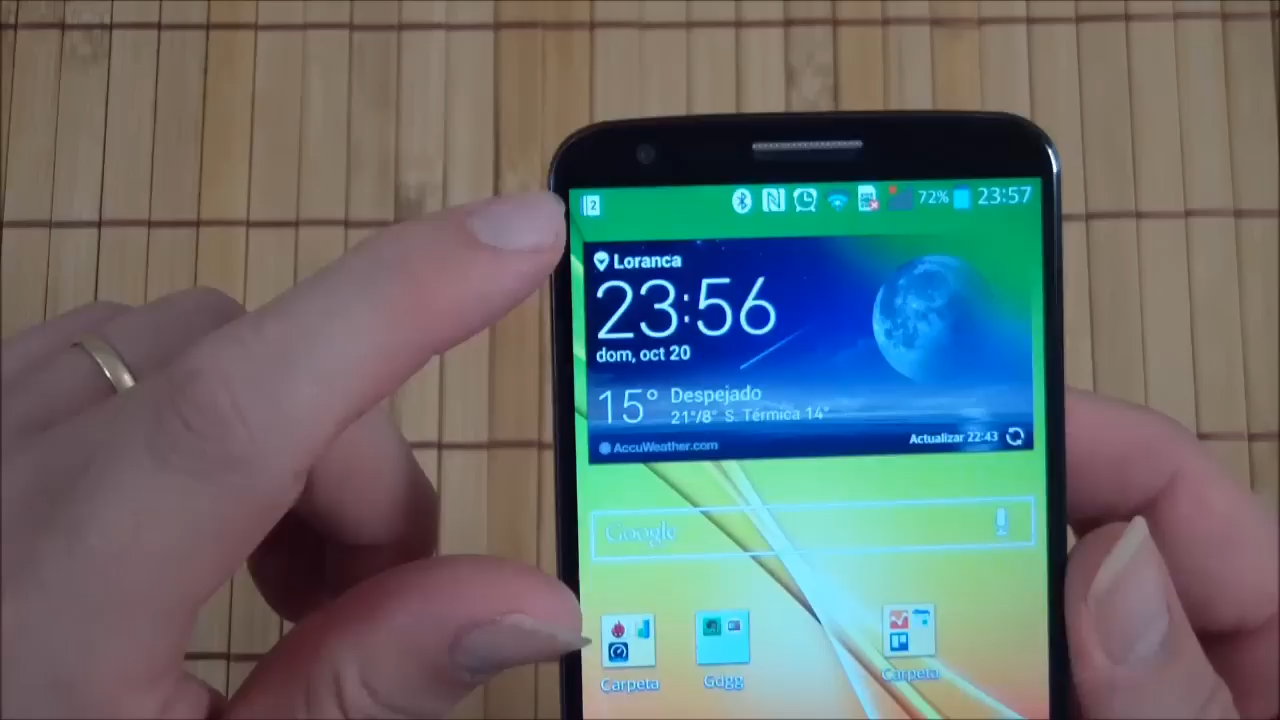 2
72% 23:57
Loranca
23:56
dom, oct 20
15° Despejado
21°/8° S. Térmica 14°
AccuWeather.com
Actualizar 22:43
Google
Carpeta
Gdgg
Carpeta